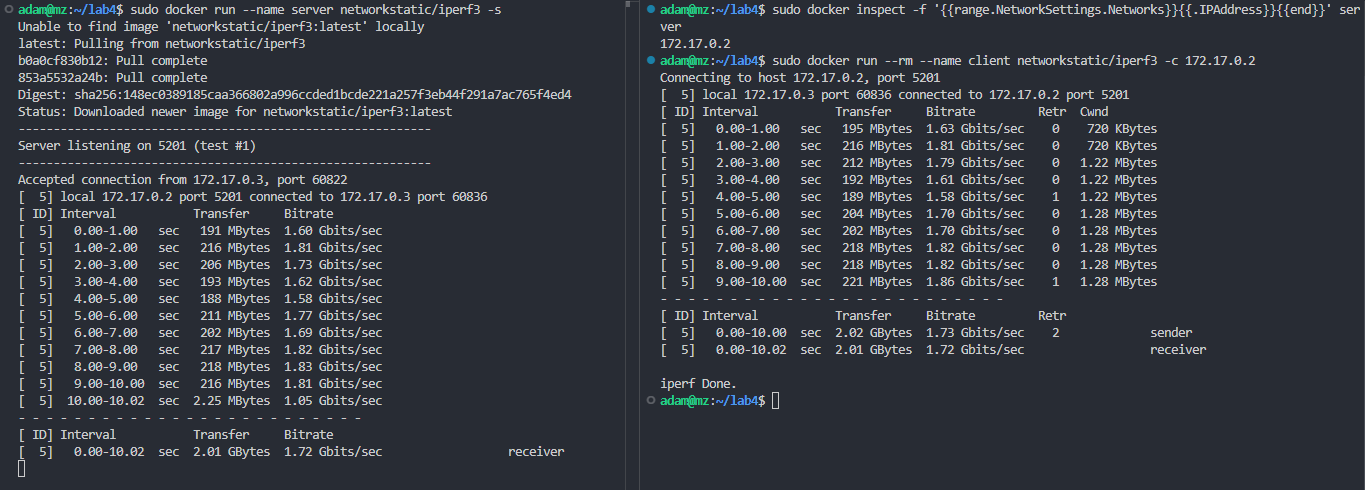 adam@mz:~/lab4$ sudo docker run --name server networkstatic/iperf3 -s
Unable to find image 'networkstatic/iperf3:latest' locally
latest: Pulling from networkstatic/iperf3
b0a0cf830b12: Pull complete
853a5532a24b: Pull complete
Digest: sha256:148ec0389185caa366802a996ccded1bcde221a257f3eb44f291a7ac765f4ed4
Status: Downloaded newer image for networkstatic/iperf3:latest
-----------------------------------------------------------
Server listening on 5201 (test #1)
-----------------------------------------------------------
Accepted connection from 172.17.0.3, port 60822
[  5] local 172.17.0.2 port 5201 connected to 172.17.0.3 port 60836
[ ID] Interval           Transfer     Bitrate
[  5]   0.00-1.00   sec   191 MBytes  1.60 Gbits/sec
[  5]   1.00-2.00   sec   216 MBytes  1.81 Gbits/sec
[  5]   2.00-3.00   sec   206 MBytes  1.73 Gbits/sec
[  5]   3.00-4.00   sec   193 MBytes  1.62 Gbits/sec
[  5]   4.00-5.00   sec   188 MBytes  1.58 Gbits/sec
[  5]   5.00-6.00   sec   211 MBytes  1.77 Gbits/sec
[  5]   6.00-7.00   sec   202 MBytes  1.69 Gbits/sec
[  5]   7.00-8.00   sec   217 MBytes  1.82 Gbits/sec
[  5]   8.00-9.00   sec   218 MBytes  1.83 Gbits/sec
[  5]   9.00-10.00  sec   216 MBytes  1.81 Gbits/sec
[  5]  10.00-10.02  sec  2.25 MBytes  1.05 Gbits/sec
- - - - - - - - - - - - - - - - - - - - - - - - -
[ ID] Interval           Transfer     Bitrate
[  5]   0.00-10.02  sec  2.01 GBytes  1.72 Gbits/sec                  receiver
adam@mz:~/lab4$ sudo docker inspect -f '{{range.NetworkSettings.Networks}}{{.IPAddress}}{{end}}' ser
ver
172.17.0.2
adam@mz:~/lab4$ sudo docker run --rm --name client networkstatic/iperf3 -c 172.17.0.2
Connecting to host 172.17.0.2, port 5201
[  5] local 172.17.0.3 port 60836 connected to 172.17.0.2 port 5201
[ ID] Interval           Transfer     Bitrate         Retr  Cwnd
[  5]   0.00-1.00   sec   195 MBytes  1.63 Gbits/sec    0    720 KBytes
[  5]   1.00-2.00   sec   216 MBytes  1.81 Gbits/sec    0    720 KBytes
[  5]   2.00-3.00   sec   212 MBytes  1.79 Gbits/sec    0   1.22 MBytes
[  5]   3.00-4.00   sec   192 MBytes  1.61 Gbits/sec    0   1.22 MBytes
[  5]   4.00-5.00   sec   189 MBytes  1.58 Gbits/sec    1   1.22 MBytes
[  5]   5.00-6.00   sec   204 MBytes  1.70 Gbits/sec    0   1.28 MBytes
[  5]   6.00-7.00   sec   202 MBytes  1.70 Gbits/sec    0   1.28 MBytes
[  5]   7.00-8.00   sec   218 MBytes  1.82 Gbits/sec    0   1.28 MBytes
[  5]   8.00-9.00   sec   218 MBytes  1.82 Gbits/sec    0   1.28 MBytes
[  5]   9.00-10.00  sec   221 MBytes  1.86 Gbits/sec    1   1.28 MBytes
- - - - - - - - - - - - - - - - - - - - - - - - -
[ ID] Interval           Transfer     Bitrate         Retr
[  5]   0.00-10.00  sec  2.02 GBytes  1.73 Gbits/sec    2             sender
[  5]   0.00-10.02  sec  2.01 GBytes  1.72 Gbits/sec                  receiver
iperf Done.
adam@mz:~/lab4$